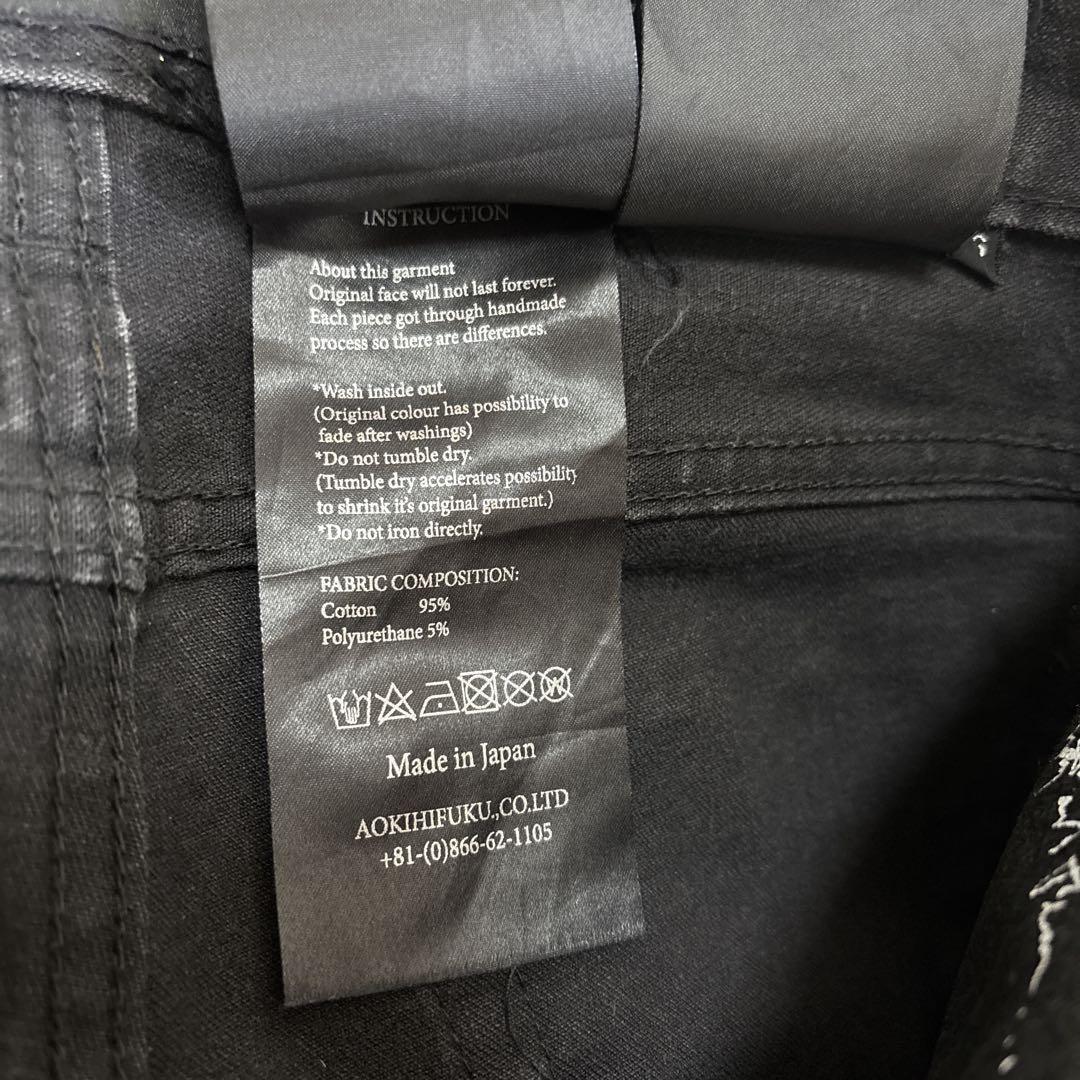 INSTRUCTION
About this garment
Original face will not last forever.
Each piece got through handmade
process so there are differences.
*Wash inside out.
(Original colour has possibility to
fade after washings)
*Do not tumble dry.
(Tumble dry accelerates possibility
to shrink it's original garment.)
*Do not iron directly.
FABRIC COMPOSITION:
Cotton 95%
Polyurethane 5%
W
Made in Japan
AOKIHIFUKU.,CO.LTD
+81-(0)866-62-1105